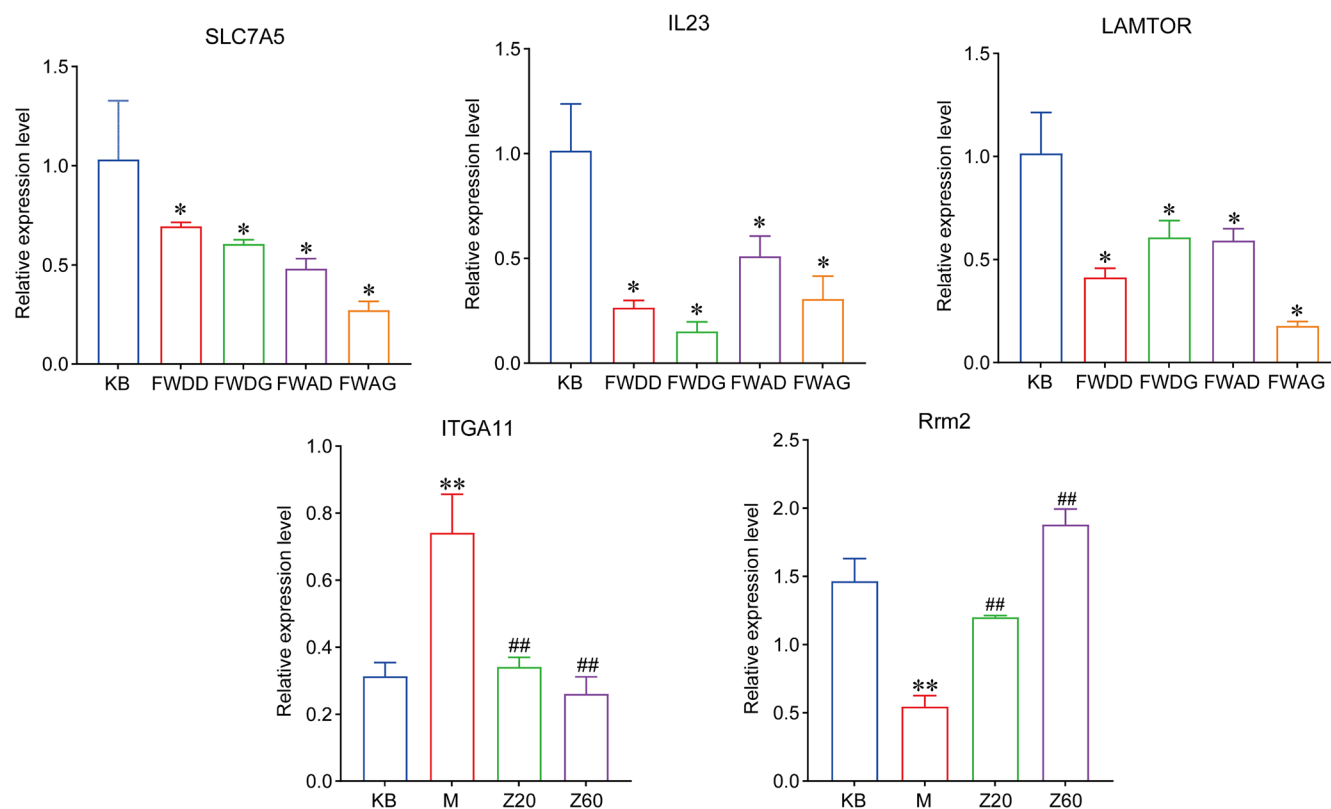 SLC7A5
Relative expression level
1.5
1.0
0.5
0.0
*
*
*
*
KB FWDD FWDG FWAD FWAG
IL23
Relative expression level
1.5
1.0
0.5
0.0
*
*
*
*
KB FWDD FWDG FWAD FWAG
LAMTOR
Relative expression level
1.5
1.0
0.5
0.0
*
*
*
*
KB FWDD FWDG FWAD FWAG
ITGA11
Relative expression level
1.0
0.8
0.6
0.4
0.2
0.0
**
##
##
KB M Z20 Z60
Rrm2
Relative expression level
2.5
2.0
1.5
1.0
0.5
0.0
**
##
##
KB M Z20 Z60